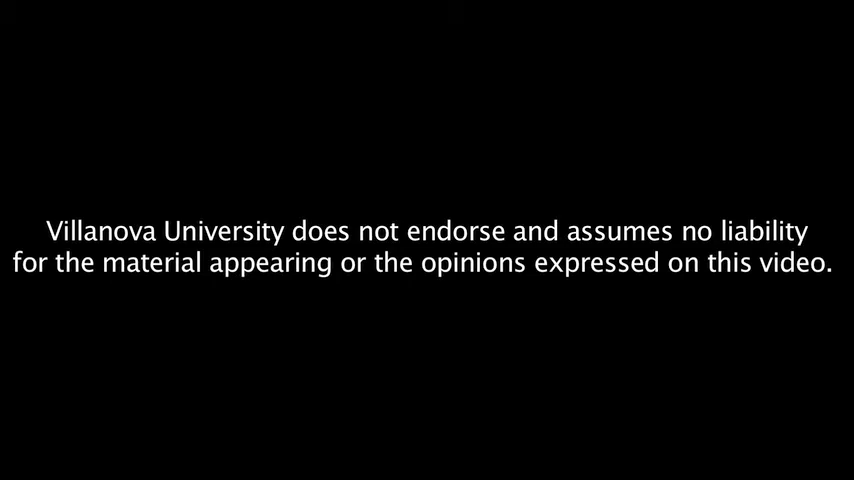 Villanova University does not endorse and assumes no liability
for the material appearing or the opinions expressed on this video.